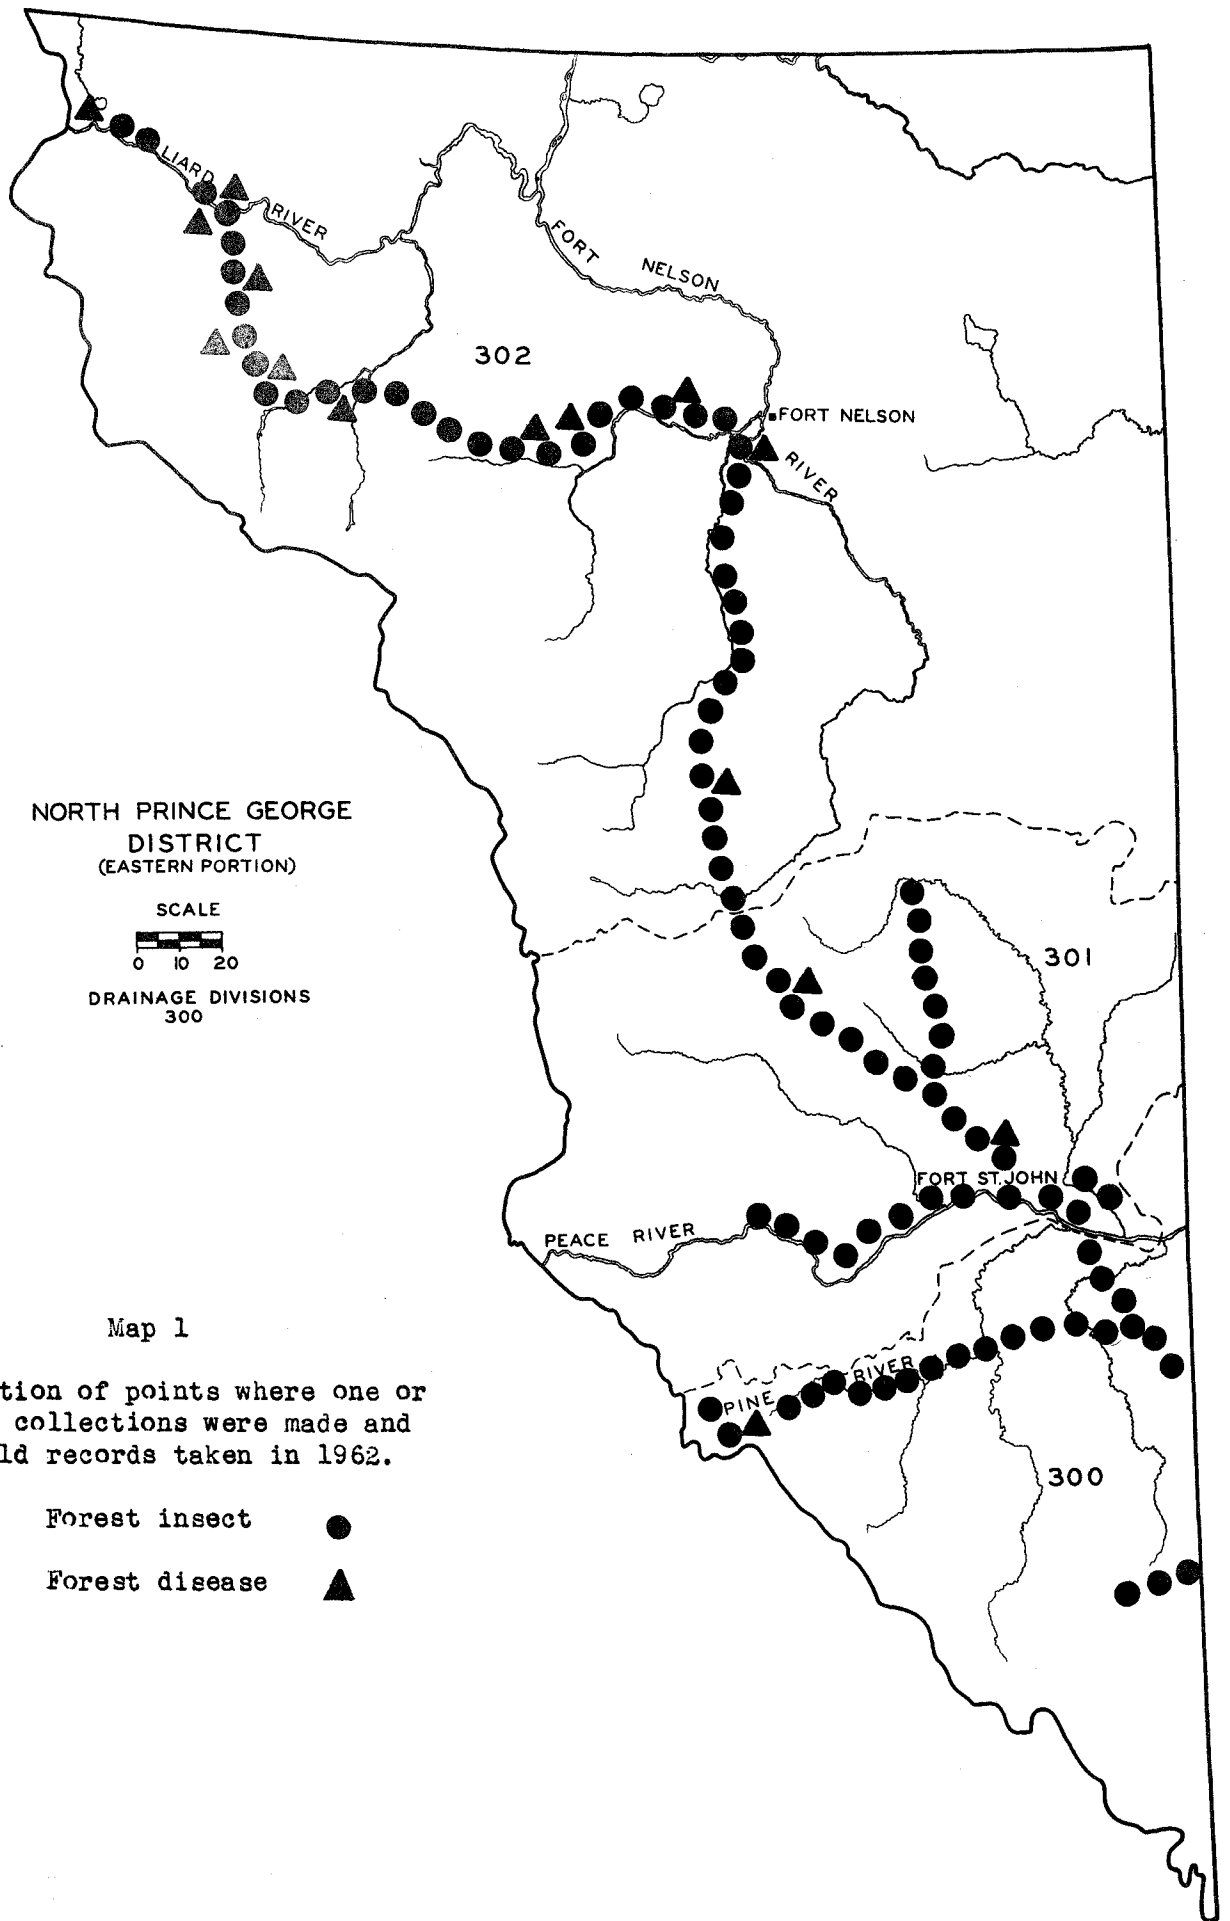 LIARD
RIVER
FORT
NELSON
302
FORT NELSON
RIVER
NORTH PRINCE GEORGE
DISTRICT
(EASTERN PORTION)
SCALE
0 10 20
DRAINAGE DIVISIONS
300
301
FORT ST. JOHN
PEACE RIVER
Map 1
PINE RIVER
tion of points where one or
collections were made and
ld records taken in 1962.
300
Forest insect
Forest disease